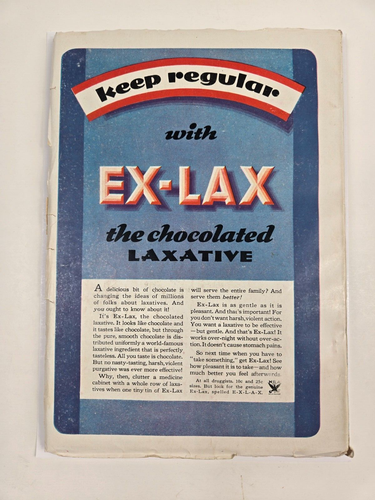 keep regular
with
EX-LAX
the chocolated
LAXATIVE
A delicious bit of chocolate is
changing the ideas of millions
of folks about laxatives. And
you ought to know about it!
It's Ex-Lax, the chocolated
laxative. It looks like chocolate and
it tastes like chocolate, but through
the pure, smooth chocolate is dis-
tributed uniformly a world-famous
laxative ingredient that is perfectly
tasteless. All you taste is chocolate.
But no nasty-tasting, harsh, violent
purgative was ever more effective!
Why, then, clutter a medicine
cabinet with a whole row of laxa-
tives when one tiny tin of Ex-Lax
will serve the entire family? And
serve them better!
Ex-Lax is as gentle as it is
pleasant. And that's important! For
you don't want harsh, violent action.
You want a laxative to be effective
—but gentle. And that's Ex-Lax! It
works over-night without over-ac-
tion. It doesn't cause stomach pains.
So next time when you have to
"take something," get Ex-Lax! See
how pleasant it is to take—and how
much better you feel afterwards.
At all druggists. 10c and 25c
sizes. But look for the genuine
Ex-Lax, spelled E-X-L-A-X.